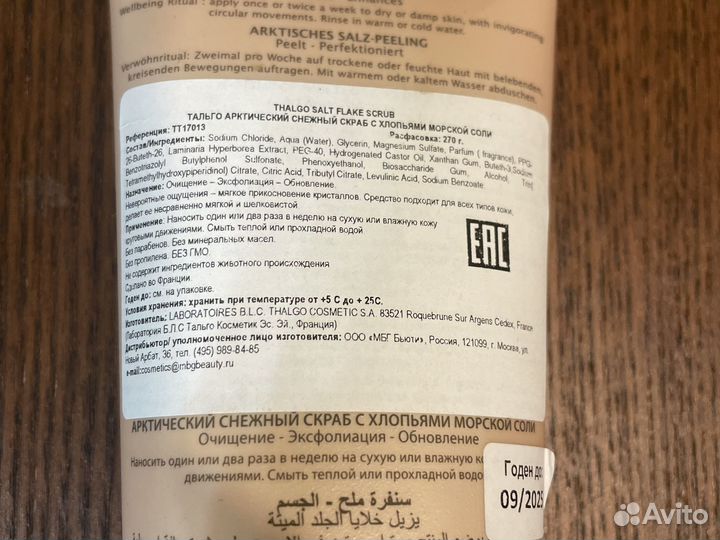 Enhances
Wellbeing Ritual : apply once or twice a week to dry or damp skin, with invigorating
circular movements. Rinse in warm or cold water.
ARKTISCHES SALZ-PEELING
Peelt - Perfektioniert
Verwöhnritual: Zweimal pro Woche auf trockene oder feuchte Haut mit belebenden,
kreisenden Bewegungen auftragen. Mit warmem oder kaltem Wasser abduschen.
THALGO SALT FLAKE SCRUB
ТАЛЬГО АРКТИЧЕСКИЙ СНЕЖНЫЙ СКРАБ С ХЛОПЬЯМИ МОРСКОЙ СОЛИ
Референция: TT17013 Расфасовка: 270 г.
Состав/Ингредиенты: Sodium Chloride, Aqua (Water), Glycerin, Magnesium Sulfate, Parfum ( fragrance), PPG-
26-Buteth-26, Laminaria Hyperborea Extract, PEG-40, Hydrogenated Castor Oil, Xanthan Gum, Buteth-3,Sodium
Benzotriazolyl Butylphenol Sulfonate, Phenoxyethanol, Biosaccharide Gum, Alcohol, Tris(
Tetramethylhydroxypiperidinol) Citrate, Citric Acid, Tributyl Citrate, Levulinic Acid, Sodium Benzoate.
Назначение: Очищение – Эксфолиация – Обновление.
Невероятные ощущения – мягкое прикосновение кристаллов. Средство подходит для всех типов кожи,
делает ее несравненно мягкой и шелковистой.
Применение: Наносить один или два раза в неделю на сухую или влажную кожу
круговыми движениями. Смыть теплой или прохладной водой
Без парабенов. Без минеральных масел.
Без пропилена. БЕЗ ГМО.
Не содержит ингредиентов животного происхождения
Сделано во Франции.
Годен до: см. на упаковке.
Условия хранения: хранить при температуре от +5 С до + 25С.
Изготовитель: LABORATOIRES B.L.C. THALGO COSMETIC S.A. 83521 Roquebrune Sur Argens Cedex, France
(Лаборатория Б.Л.С Тальго Косметик Эс. Эй., Франция)
Дистрибьютор/ уполномоченное лицо изготовителя: ООО «МБГ Бьюти», Россия, 121099, г. Москва, ул.
Новый Арбат, 36, тел. (495) 989-84-85
e-mail:cosmetics@mbgbeauty.ru
EAC
АРКТИЧЕСКИЙ СНЕЖНЫЙ СКРАБ С ХЛОПЬЯМИ МОРСКОЙ СОЛИ
Очищение - Эксфолиация - Обновление
Наносить один или два раза в неделю на сухую или влажную кожу
движениями. Смыть теплой или прохладной водо
Годен до:
09/2025
سنفرة ملح - الجسم
يزيل خلايا الجلد الميتة
Avito